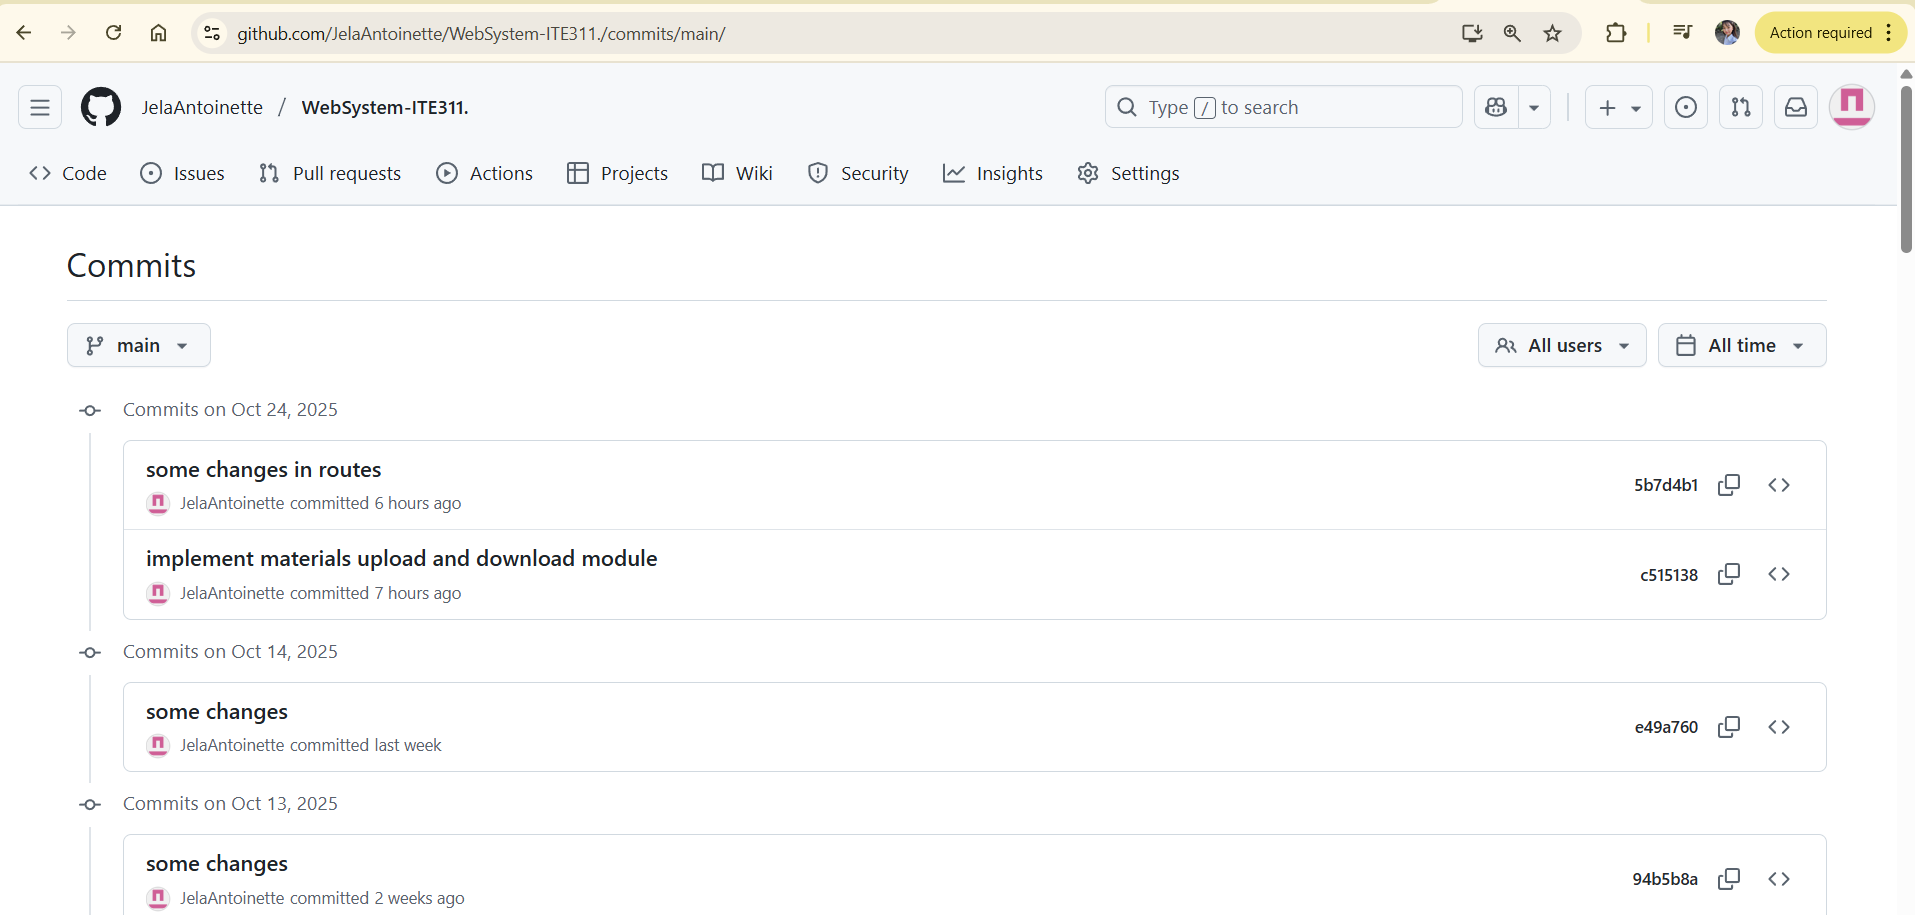 github.com/JelaAntoinette/WebSystem-ITE311./commits/main/
Action required
JelaAntoinette / WebSystem-ITE311.
Type / to search
Code
Issues
Pull requests
Actions
Projects
Wiki
Security
Insights
Settings
Commits
main
All users
All time
Commits on Oct 24, 2025
some changes in routes
JelaAntoinette committed 6 hours ago
5b7d4b1
implement materials upload and download module
JelaAntoinette committed 7 hours ago
c515138
Commits on Oct 14, 2025
some changes
JelaAntoinette committed last week
e49a760
Commits on Oct 13, 2025
some changes
JelaAntoinette committed 2 weeks ago
94b5b8a